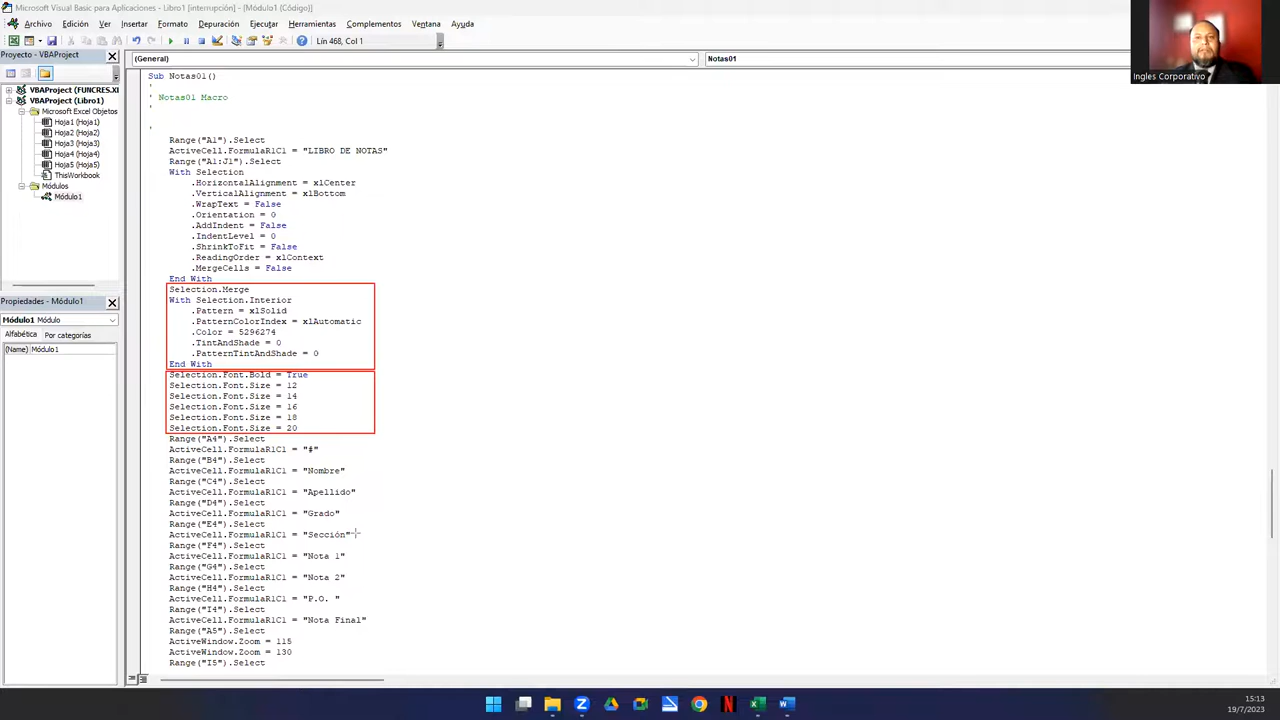 Microsoft Visual Basic para Aplicaciones - Libro1 [interrupción] - [Módulo1 (Código)]
Archivo Edición Ver Insertar Formato Depuración Ejecutar Herramientas Complementos Ventana Ayuda
Lín 468, Col 1
Ingles Corporativo
Proyecto - VBAProject
(General)
Notas01
VBAProject (FUNCRES.XL
VBAProject (Libro1)
Microsoft Excel Objetos
Hoja1 (Hoja1)
Hoja2 (Hoja2)
Hoja3 (Hoja3)
Hoja4 (Hoja4)
Hoja5 (Hoja5)
ThisWorkbook
Módulos
Módulo1
Propiedades - Módulo1
Módulo1 Módulo
Alfabética Por categorías
(Name) Módulo1
Sub Notas01()
'
' Notas01 Macro
'
'
Range("A1").Select
ActiveCell.FormulaR1C1 = "LIBRO DE NOTAS"
Range("A1:J1").Select
With Selection
.HorizontalAlignment = xlCenter
.VerticalAlignment = xlBottom
.WrapText = False
.Orientation = 0
.AddIndent = False
.IndentLevel = 0
.ShrinkToFit = False
.ReadingOrder = xlContext
.MergeCells = False
End With
Selection.Merge
With Selection.Interior
.Pattern = xlSolid
.PatternColorIndex = xlAutomatic
.Color = 5296274
.TintAndShade = 0
.PatternTintAndShade = 0
End With
Selection.Font.Bold = True
Selection.Font.Size = 12
Selection.Font.Size = 14
Selection.Font.Size = 16
Selection.Font.Size = 18
Selection.Font.Size = 20
Range("A4").Select
ActiveCell.FormulaR1C1 = "#"
Range("B4").Select
ActiveCell.FormulaR1C1 = "Nombre"
Range("C4").Select
ActiveCell.FormulaR1C1 = "Apellido"
Range("D4").Select
ActiveCell.FormulaR1C1 = "Grado"
Range("E4").Select
ActiveCell.FormulaR1C1 = "Sección"
Range("F4").Select
ActiveCell.FormulaR1C1 = "Nota 1"
Range("G4").Select
ActiveCell.FormulaR1C1 = "Nota 2"
Range("H4").Select
ActiveCell.FormulaR1C1 = "P.O. "
Range("I4").Select
ActiveCell.FormulaR1C1 = "Nota Final"
Range("A5").Select
ActiveWindow.Zoom = 115
ActiveWindow.Zoom = 130
Range("I5").Select
15:13
19/7/2023